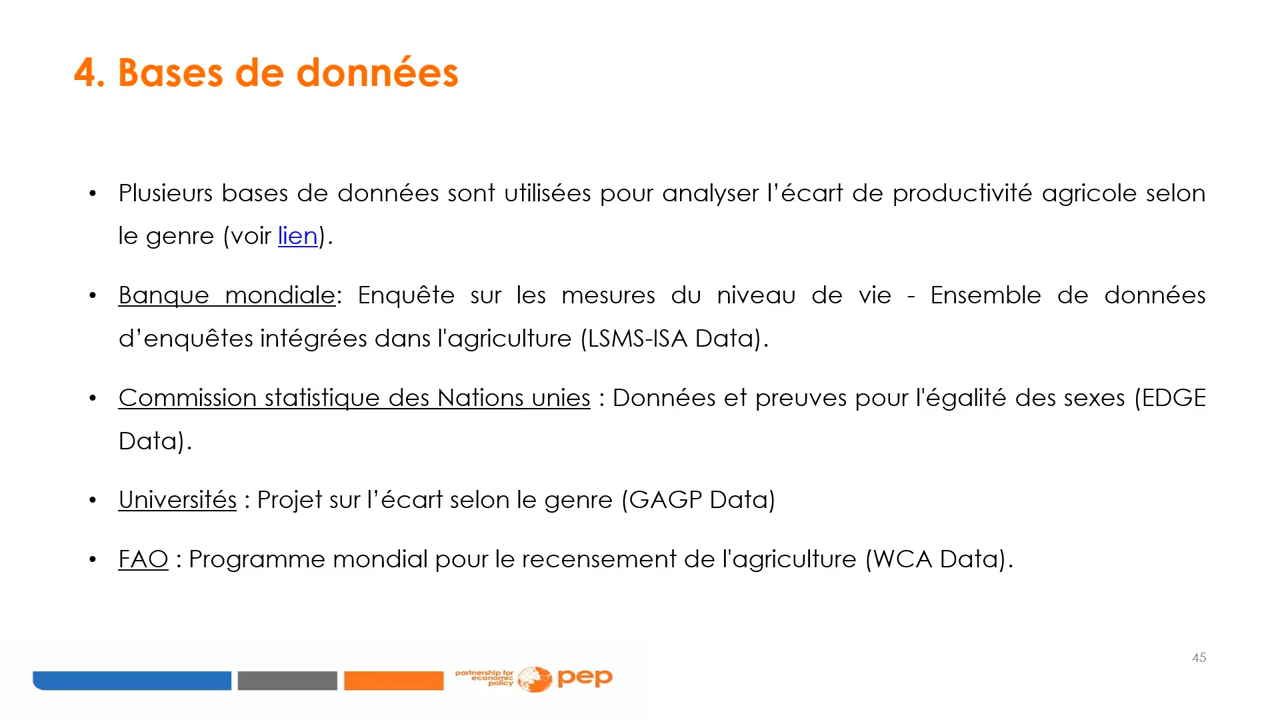 4. Bases de données
• Plusieurs bases de données sont utilisées pour analyser l’écart de productivité agricole selon
le genre (voir lien).
• Banque mondiale: Enquête sur les mesures du niveau de vie - Ensemble de données
d’enquêtes intégrées dans l'agriculture (LSMS-ISA Data).
• Commission statistique des Nations unies : Données et preuves pour l'égalité des sexes (EDGE
Data).
• Universités : Projet sur l’écart selon le genre (GAGP Data)
• FAO : Programme mondial pour le recensement de l'agriculture (WCA Data).
45
partnership for
economic
policy
pep